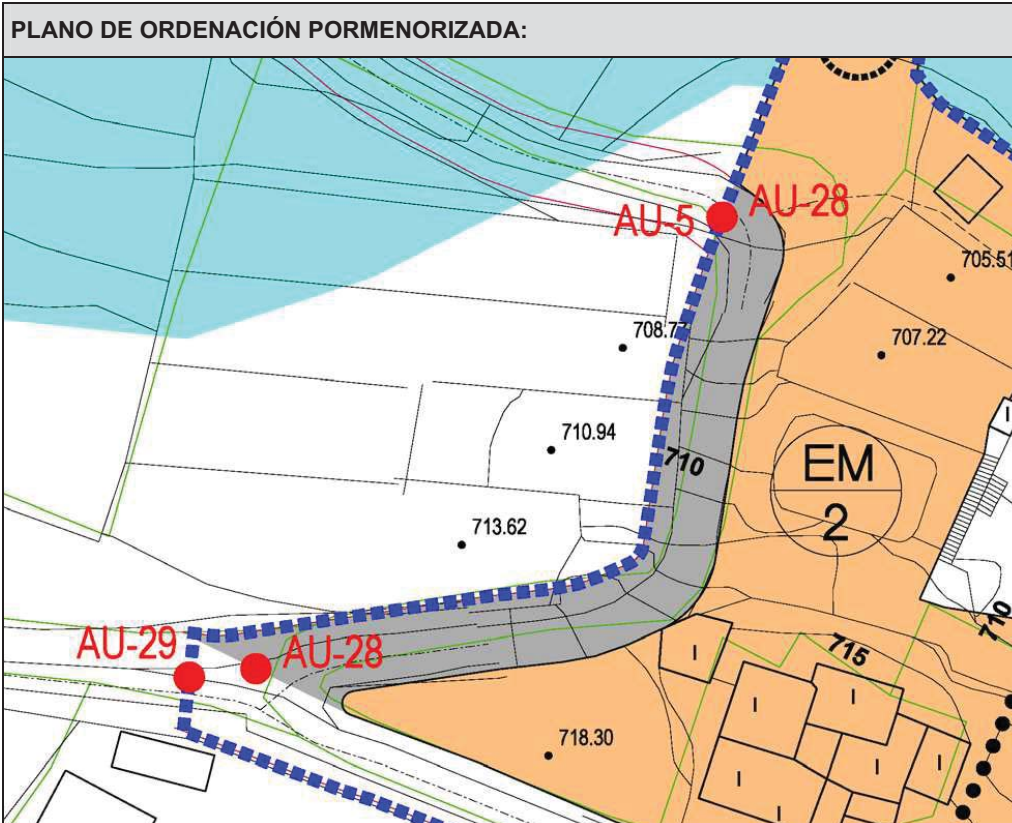 PLANO DE ORDENACIÓN PORMENORIZADA:
AU-5
AU-28
705.51
708.77
707.22
I
710.94
710
EM
2
713.62
710
AU-29
AU-28
715
I
I
I
718.30
I
I
I
I